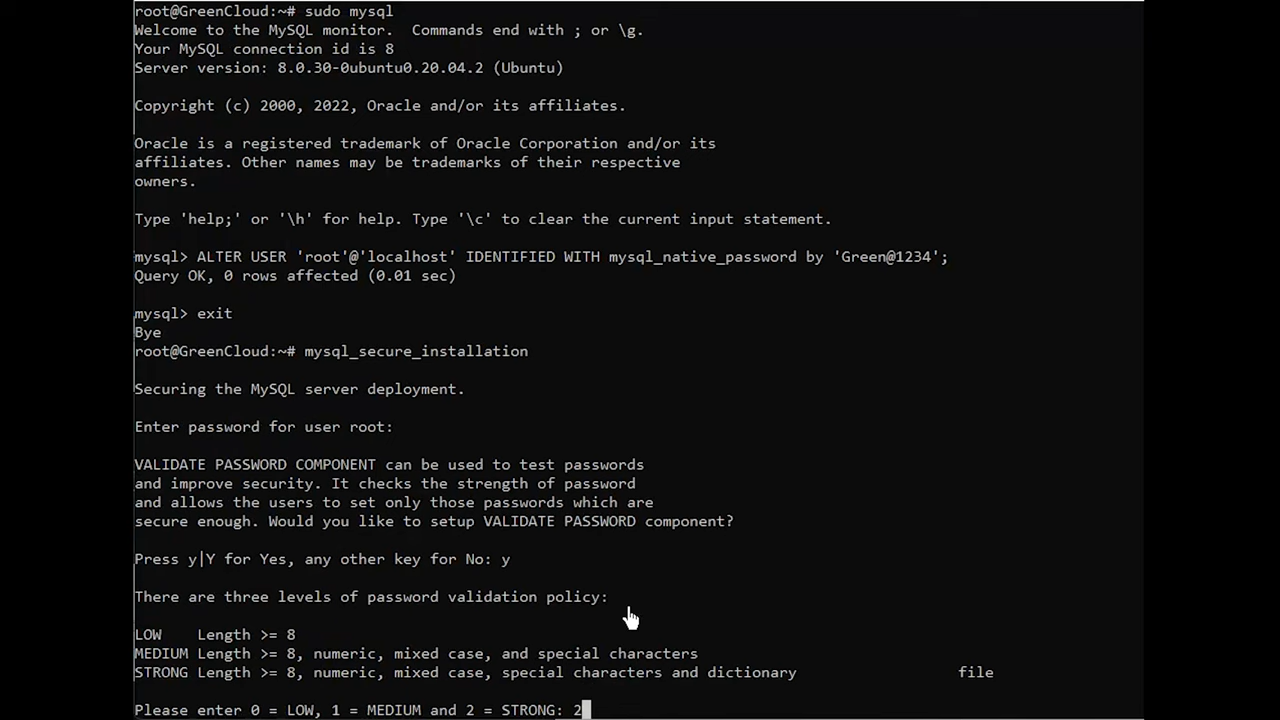 root@GreenCloud:~# sudo mysql
Welcome to the MySQL monitor.  Commands end with ; or \g.
Your MySQL connection id is 8
Server version: 8.0.30-0ubuntu0.20.04.2 (Ubuntu)
Copyright (c) 2000, 2022, Oracle and/or its affiliates.
Oracle is a registered trademark of Oracle Corporation and/or its
affiliates. Other names may be trademarks of their respective
owners.
Type 'help;' or '\h' for help. Type '\c' to clear the current input statement.
mysql> ALTER USER 'root'@'localhost' IDENTIFIED WITH mysql_native_password by 'Green@1234';
Query OK, 0 rows affected (0.01 sec)
mysql> exit
Bye
root@GreenCloud:~# mysql_secure_installation
Securing the MySQL server deployment.
Enter password for user root:
VALIDATE PASSWORD COMPONENT can be used to test passwords
and improve security. It checks the strength of password
and allows the users to set only those passwords which are
secure enough. Would you like to setup VALIDATE PASSWORD component?
Press y|Y for Yes, any other key for No: y
There are three levels of password validation policy:
LOW    Length >= 8
MEDIUM Length >= 8, numeric, mixed case, and special characters
STRONG Length >= 8, numeric, mixed case, special characters and dictionary                  file
Please enter 0 = LOW, 1 = MEDIUM and 2 = STRONG: 2